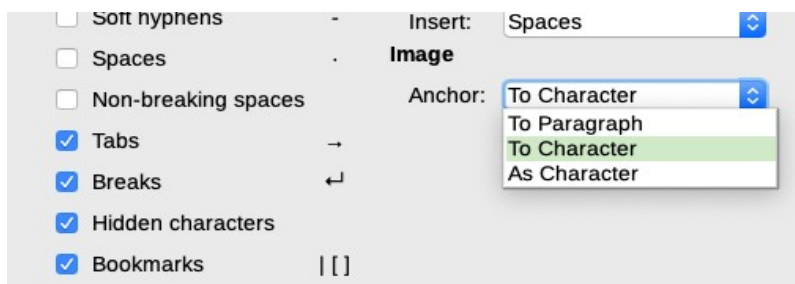 Soft hyphens -
Spaces ·
Non-breaking spaces
Tabs →
Breaks ↵
Hidden characters
Bookmarks |[]
Insert: Spaces
Image
Anchor: To Character
To Paragraph
To Character
As Character